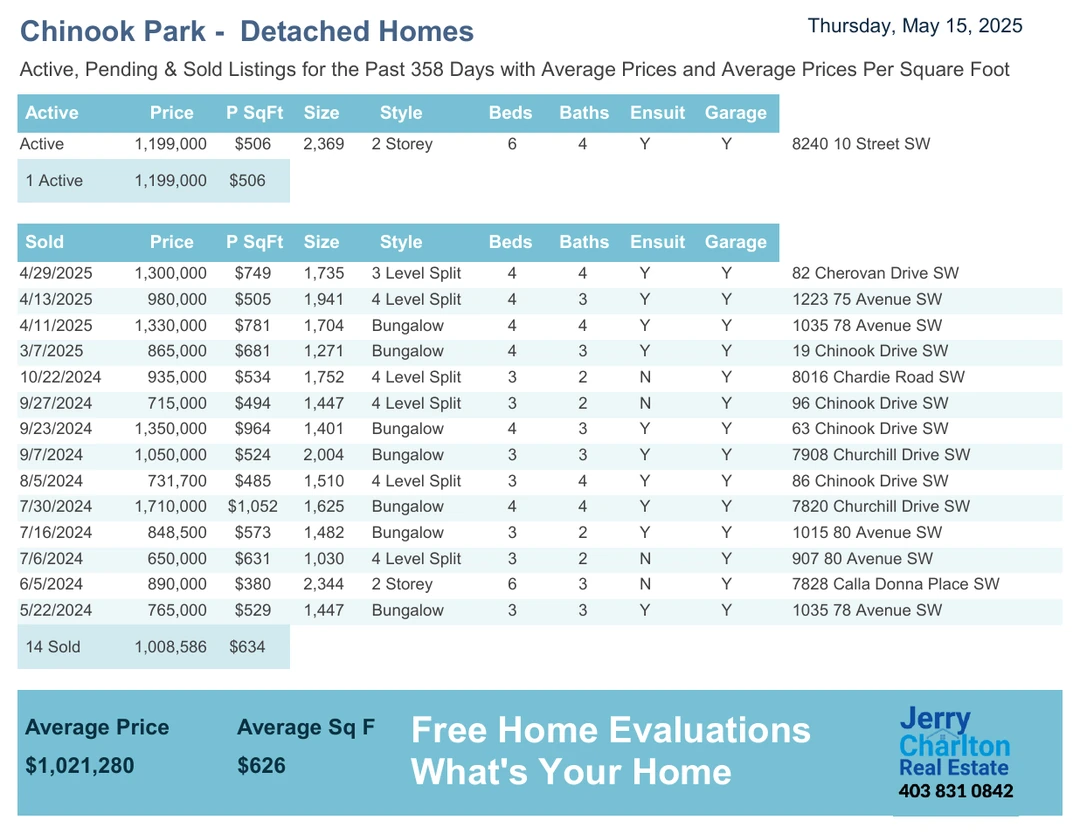 Chinook Park - Detached Homes
Thursday, May 15, 2025
Active, Pending & Sold Listings for the Past 358 Days with Average Prices and Average Prices Per Square Foot
Active Price P SqFt Size Style Beds Baths Ensuit Garage
Active 1,199,000 $506 2,369 2 Storey 6 4 Y Y 8240 10 Street SW
1 Active 1,199,000 $506
Sold Price P SqFt Size Style Beds Baths Ensuit Garage
4/29/2025 1,300,000 $749 1,735 3 Level Split 4 4 Y Y 82 Cherovan Drive SW
4/13/2025 980,000 $505 1,941 4 Level Split 4 3 Y Y 1223 75 Avenue SW
4/11/2025 1,330,000 $781 1,704 Bungalow 4 4 Y Y 1035 78 Avenue SW
3/7/2025 865,000 $681 1,271 Bungalow 4 3 Y Y 19 Chinook Drive SW
10/22/2024 935,000 $534 1,752 4 Level Split 3 2 N Y 8016 Chardie Road SW
9/27/2024 715,000 $494 1,447 4 Level Split 3 2 N Y 96 Chinook Drive SW
9/23/2024 1,350,000 $964 1,401 Bungalow 4 3 Y Y 63 Chinook Drive SW
9/7/2024 1,050,000 $524 2,004 Bungalow 3 3 Y Y 7908 Churchill Drive SW
8/5/2024 731,700 $485 1,510 4 Level Split 3 4 Y Y 86 Chinook Drive SW
7/30/2024 1,710,000 $1,052 1,625 Bungalow 4 4 Y Y 7820 Churchill Drive SW
7/16/2024 848,500 $573 1,482 Bungalow 3 2 Y Y 1015 80 Avenue SW
7/6/2024 650,000 $631 1,030 4 Level Split 3 2 N Y 907 80 Avenue SW
6/5/2024 890,000 $380 2,344 2 Storey 6 3 N Y 7828 Calla Donna Place SW
5/22/2024 765,000 $529 1,447 Bungalow 3 3 Y Y 1035 78 Avenue SW
14 Sold 1,008,586 $634
Average Price Average Sq F
$1,021,280 $626
Free Home Evaluations
What's Your Home
Jerry
Charlton
Real Estate
403 831 0842